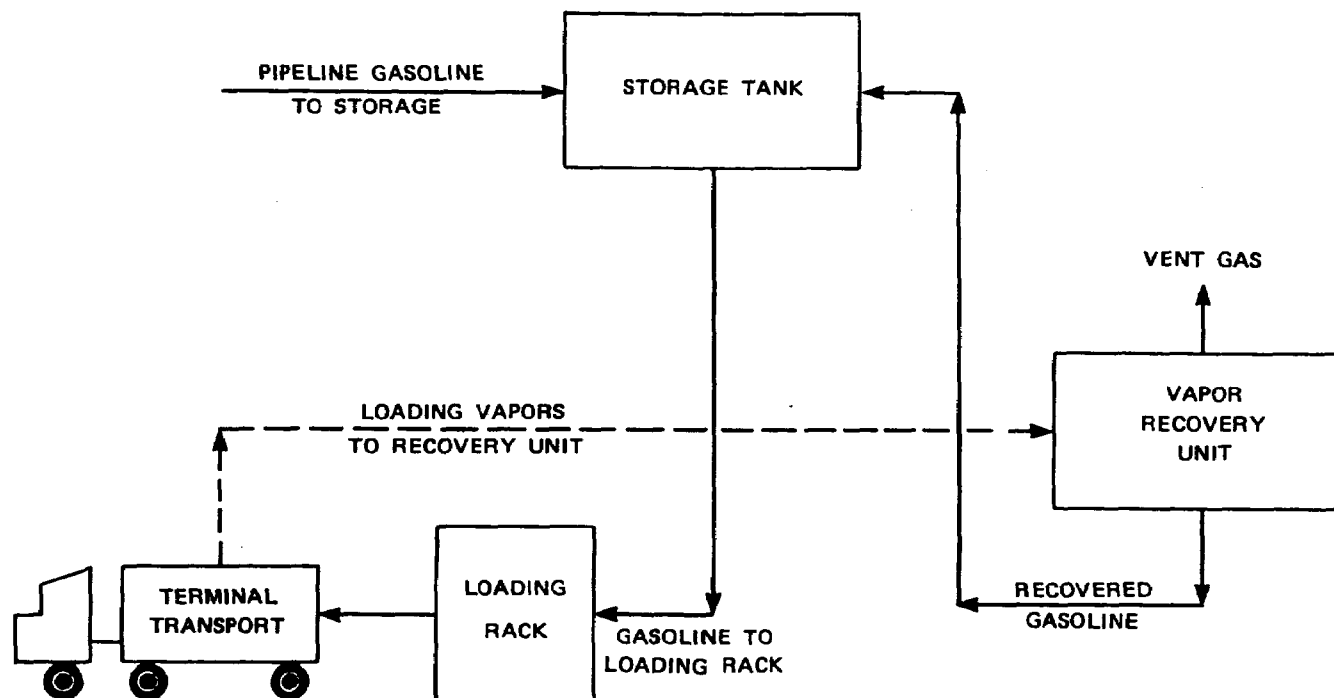 PIPELINE GASOLINE
TO STORAGE
STORAGE TANK
VENT GAS
VAPOR
RECOVERY
UNIT
LOADING VAPORS
TO RECOVERY UNIT
TERMINAL
TRANSPORT
LOADING
RACK
GASOLINE TO
LOADING RACK
RECOVERED
GASOLINE